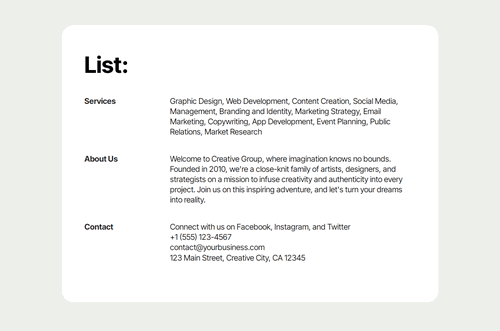 List:
Services
Graphic Design, Web Development, Content Creation, Social Media,
Management, Branding and Identity, Marketing Strategy, Email
Marketing, Copywriting, App Development, Event Planning, Public
Relations, Market Research
About Us
Welcome to Creative Group, where imagination knows no bounds.
Founded in 2010, we're a close-knit family of artists, designers, and
strategists on a mission to infuse creativity and authenticity into every
project. Join us on this inspiring adventure, and let's turn your dreams
into reality.
Contact
Connect with us on Facebook, Instagram, and Twitter
+1 (555) 123-4567
contact@yourbusiness.com
123 Main Street, Creative City, CA 12345